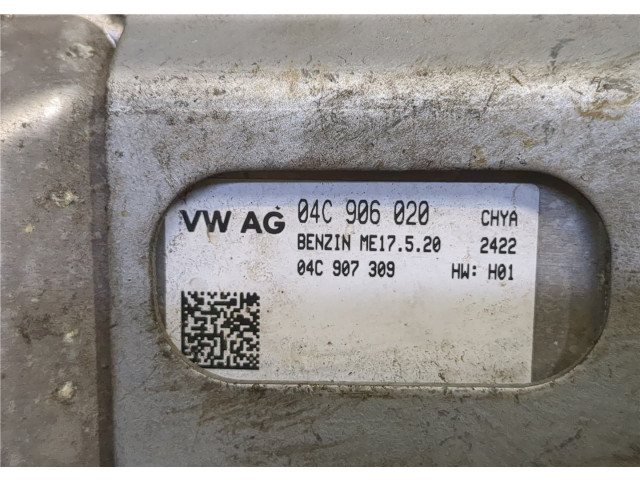 VW AG 04C 906 020 CHYA
BENZIN ME17.5.20 2422
04C 907 309 HW: H01